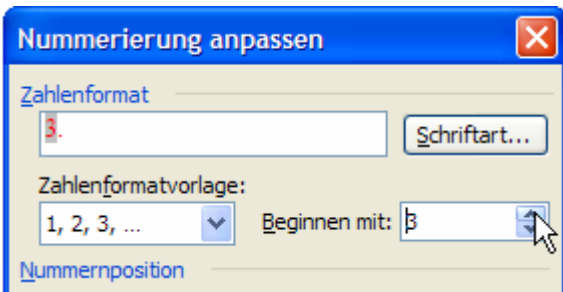 Nummerierung anpassen
Zahlenformat
3.
Schriftart...
Zahlenformatvorlage:
1, 2, 3, ...
Beginnen mit: 3
Nummernposition